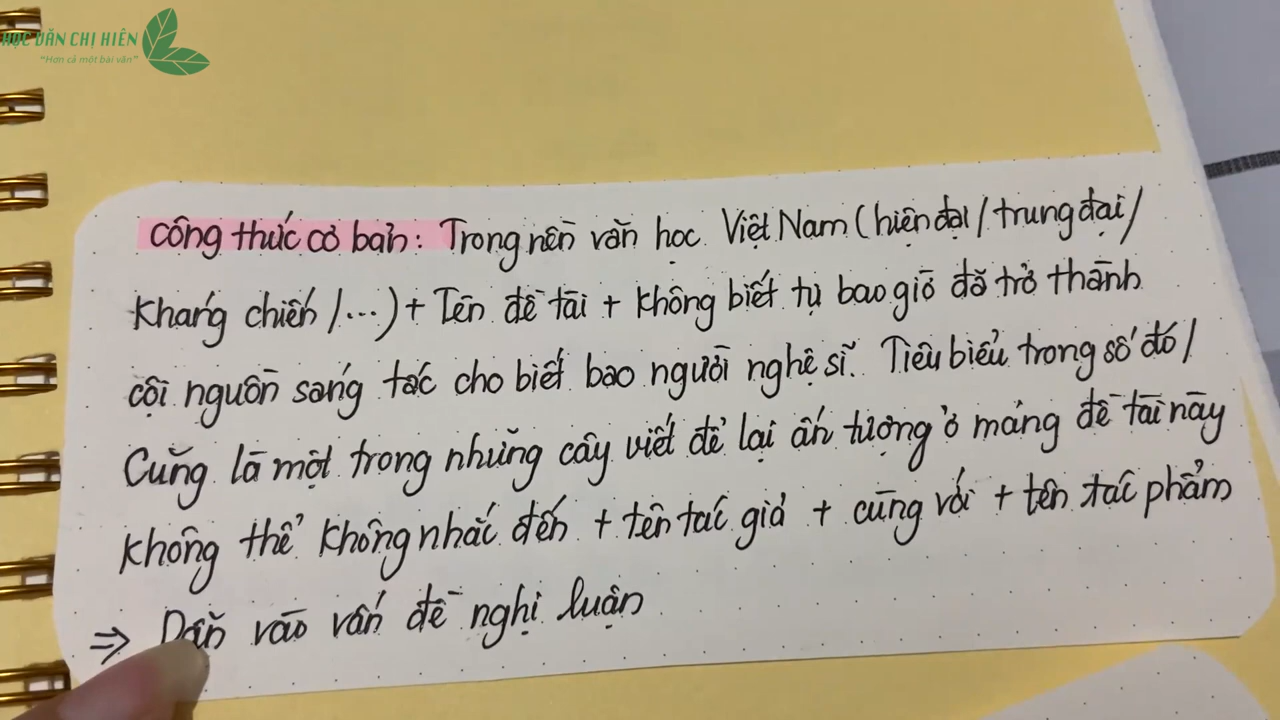 HỌC VĂN CHỊ HIÊN
"Hơn cả một bài văn"
công thức cơ bản: Trong nền văn học Việt Nam (hiện đại / trung đại /
kháng chiến /...) + Tên đề tài + không biết tự bao giờ đã trở thành
cội nguồn sáng tác cho biết bao người nghệ sĩ. Tiêu biểu trong số đó /
Cũng là một trong những cây viết để lại ấn tượng ở mảng đề tài này
không thể không nhắc đến + tên tác giả + cùng với + tên tác phẩm
⇒ Dẫn vào vấn đề nghị luận